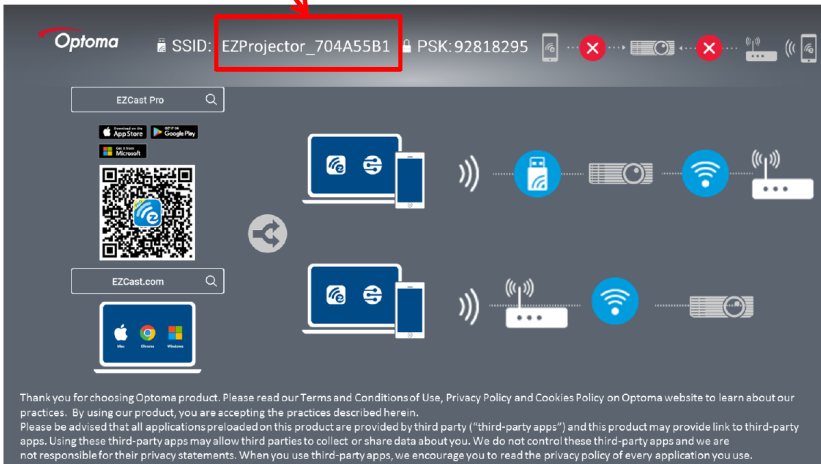 Optoma
SSID: EZProjector_704A55B1 PSK:92818295
EZCast Pro
Download on the
App Store
GET IT ON
Google Play
Get it from
Microsoft
EZCast.com
Mac Chrome Windows
Thank you for choosing Optoma product. Please read our Terms and Conditions of Use, Privacy Policy and Cookies Policy on Optoma website to learn about our
practices. By using our product, you are accepting the practices described herein.
Please be advised that all applications preloaded on this product are provided by third party ("third-party apps") and this product may provide link to third-party
apps. Using these third-party apps may allow third parties to collect or share data about you. We do not control these third-party apps and we are
not responsible for their privacy statements. When you use third-party apps, we encourage you to read the privacy policy of every application you use.